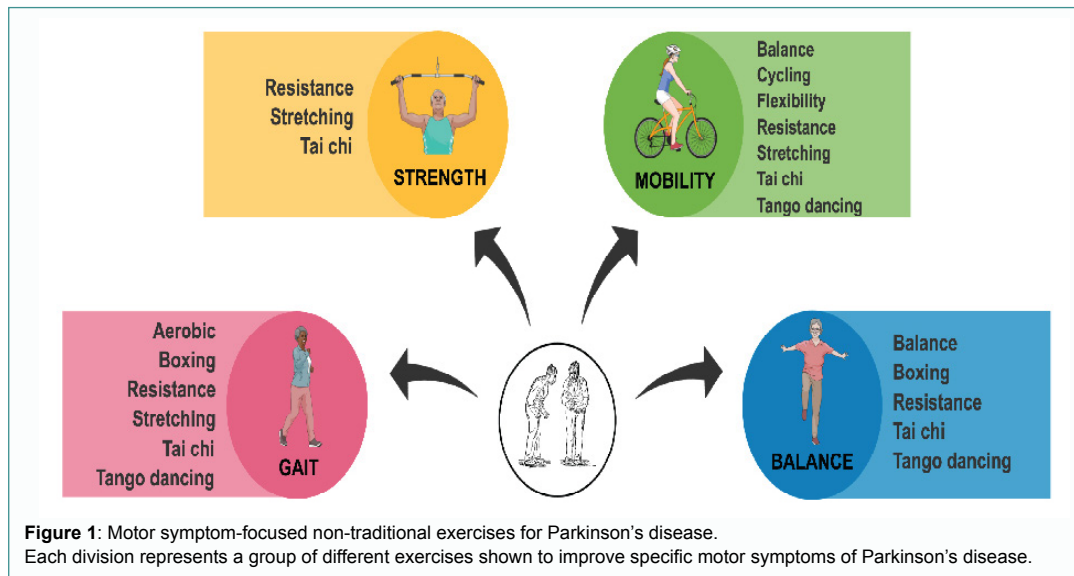 Resistance
Stretching
Tai chi
STRENGTH
Balance
Cycling
Flexibility
Resistance
Stretching
Tai chi
Tango dancing
MOBILITY
Aerobic
Boxing
Resistance
Stretching
Tai chi
Tango dancing
GAIT
Balance
Boxing
Resistance
Tai chi
Tango dancing
BALANCE
Figure 1: Motor symptom-focused non-traditional exercises for Parkinson’s disease.
Each division represents a group of different exercises shown to improve specific motor symptoms of Parkinson’s disease.